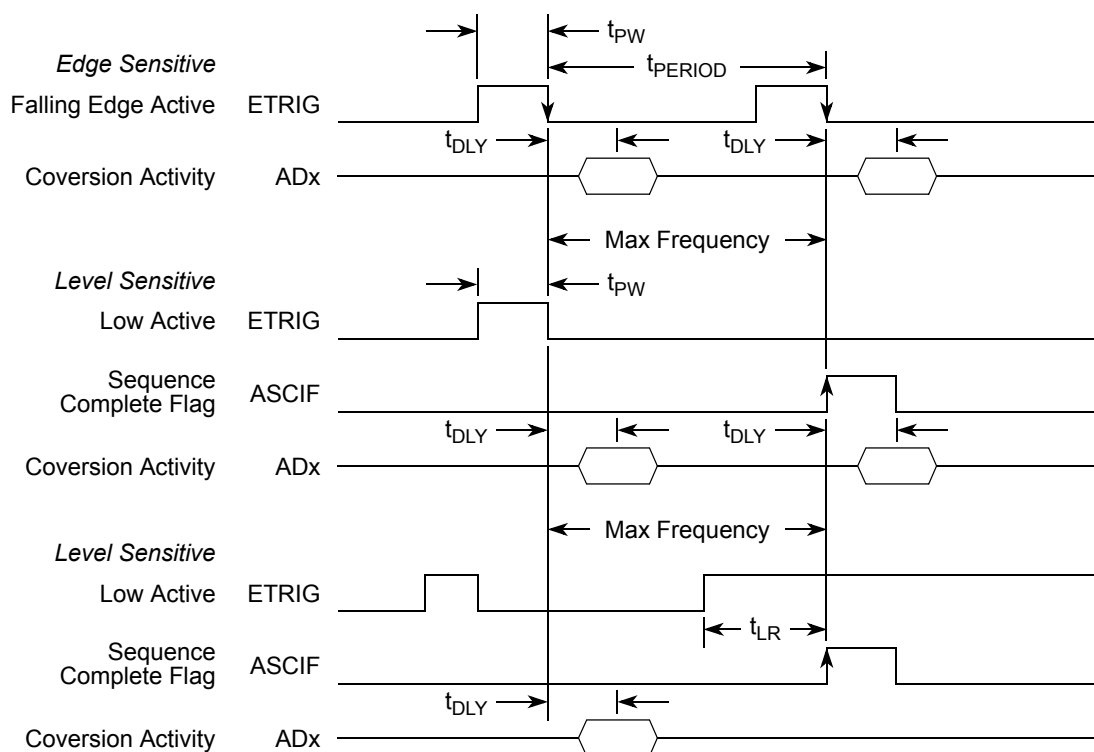 tPW
Edge Sensitive
tPERIOD
Falling Edge Active ETRIG
tDLY tDLY
Coversion Activity ADx
Max Frequency
Level Sensitive
tPW
Low Active ETRIG
Sequence
Complete Flag ASCIF
tDLY tDLY
Coversion Activity ADx
Max Frequency
Level Sensitive
Low Active ETRIG
tLR
Sequence
Complete Flag ASCIF
tDLY
Coversion Activity ADx